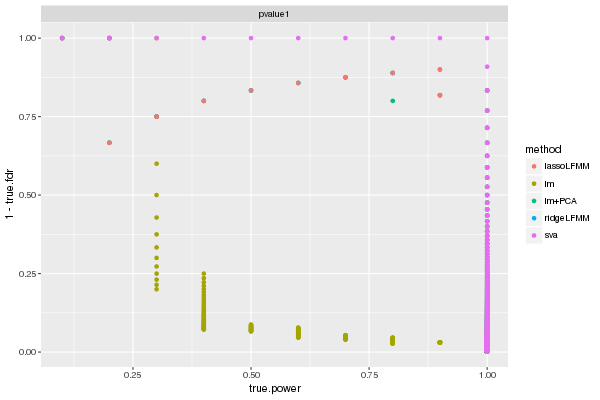 pvalue1
1.00
0.75
0.50
0.25
0.00
1 - true.fdr
0.25
0.50
0.75
1.00
true.power
method
lassoLFMM
lm
lm+PCA
ridgeLFMM
sva